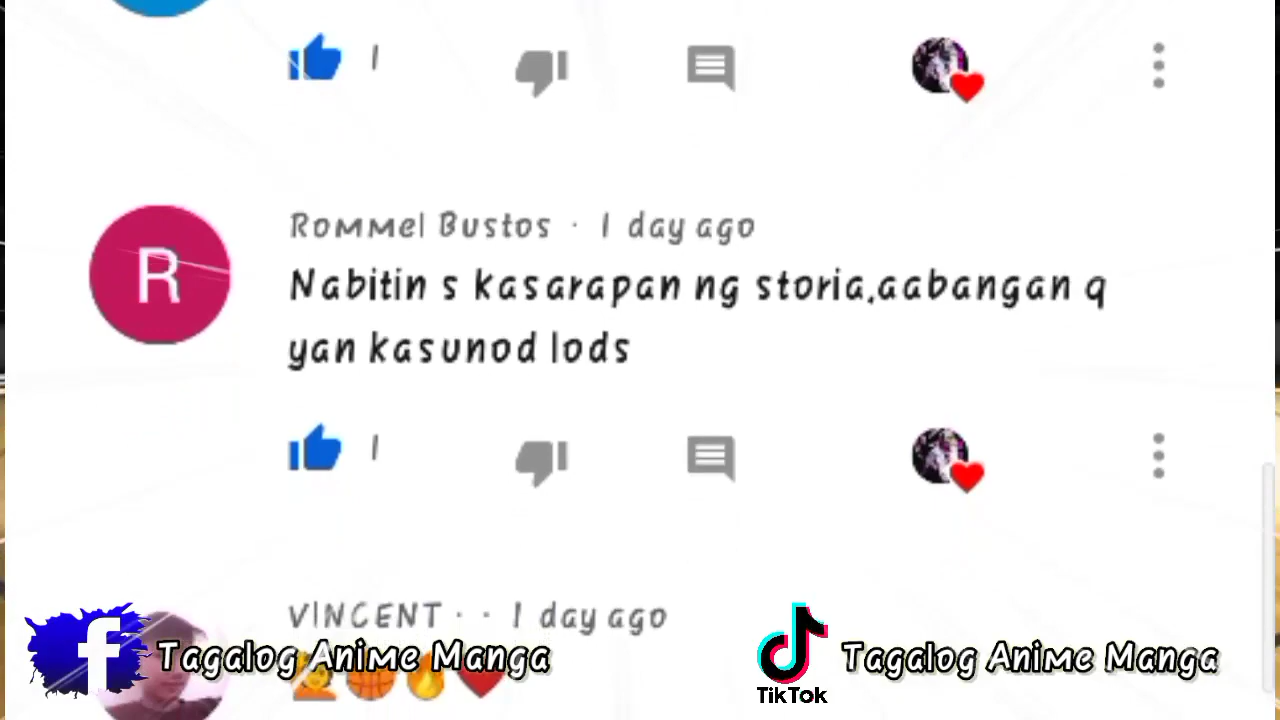 1
Rommel Bustos · 1 day ago
R
Nabitin s kasarapan ng storia,aabangan q
yan kasunod lods
1
VINCENT · · 1 day ago
f Tagalog Anime Manga
🏀🔥❤️
TikTok
Tagalog Anime Manga